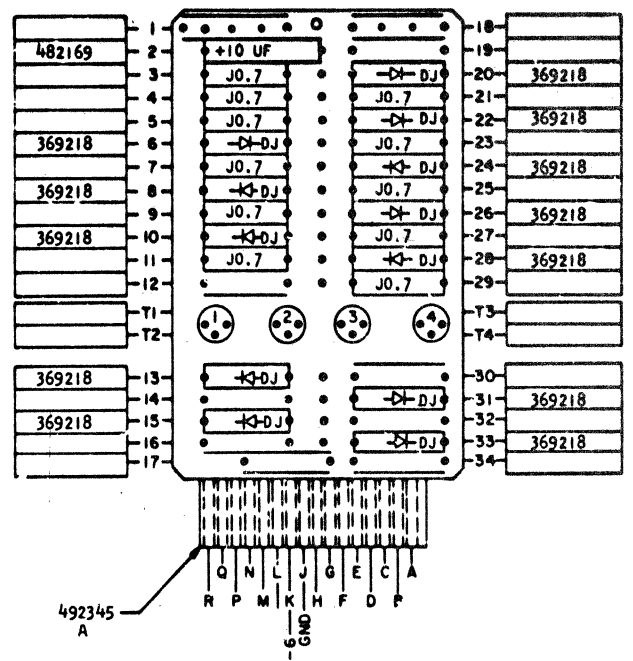 1 18
482169 2 +10 UF 19
3 J0.7 DJ 20 369218
4 J0.7 J0.7 21
5 J0.7 DJ 22 369218
369218 6 DJ J0.7 23
7 J0.7 DJ 24 369218
369218 8 DJ J0.7 25
9 J0.7 DJ 26 369218
369218 10 DJ J0.7 27
11 J0.7 DJ 28 369218
12 J0.7 29
T1 1 2 3 4 T3
T2 T4
369218 13 DJ 30
14 DJ 31 369218
369218 15 DJ 32
16 DJ 33 369218
17 34
Q N L J G E C A
R P M K H F D B
492345
A
-6
GND